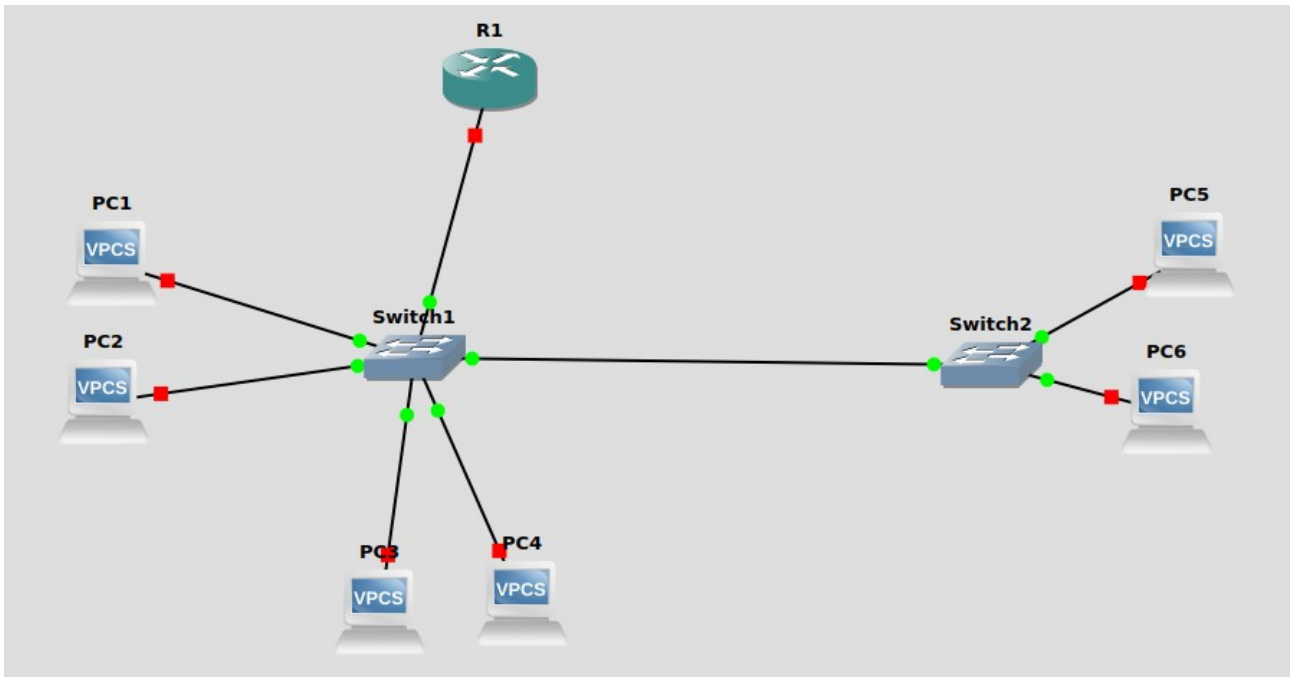 R1
PC1
VPCS
PC2
VPCS
Switch1
PC3
VPCS
PC4
VPCS
Switch2
PC5
VPCS
PC6
VPCS